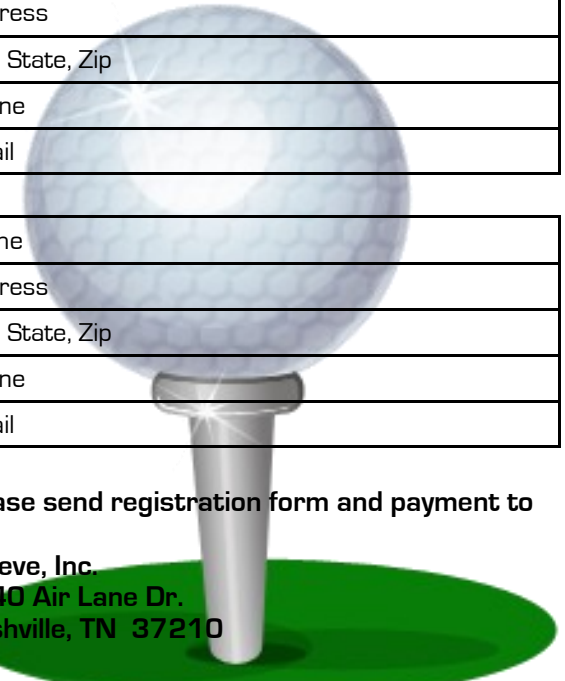 ress
State, Zip
ne
ail
ne
ress
State, Zip
ne
ail
ase send registration form and payment to
eve, Inc.
40 Air Lane Dr.
shville, TN 37210